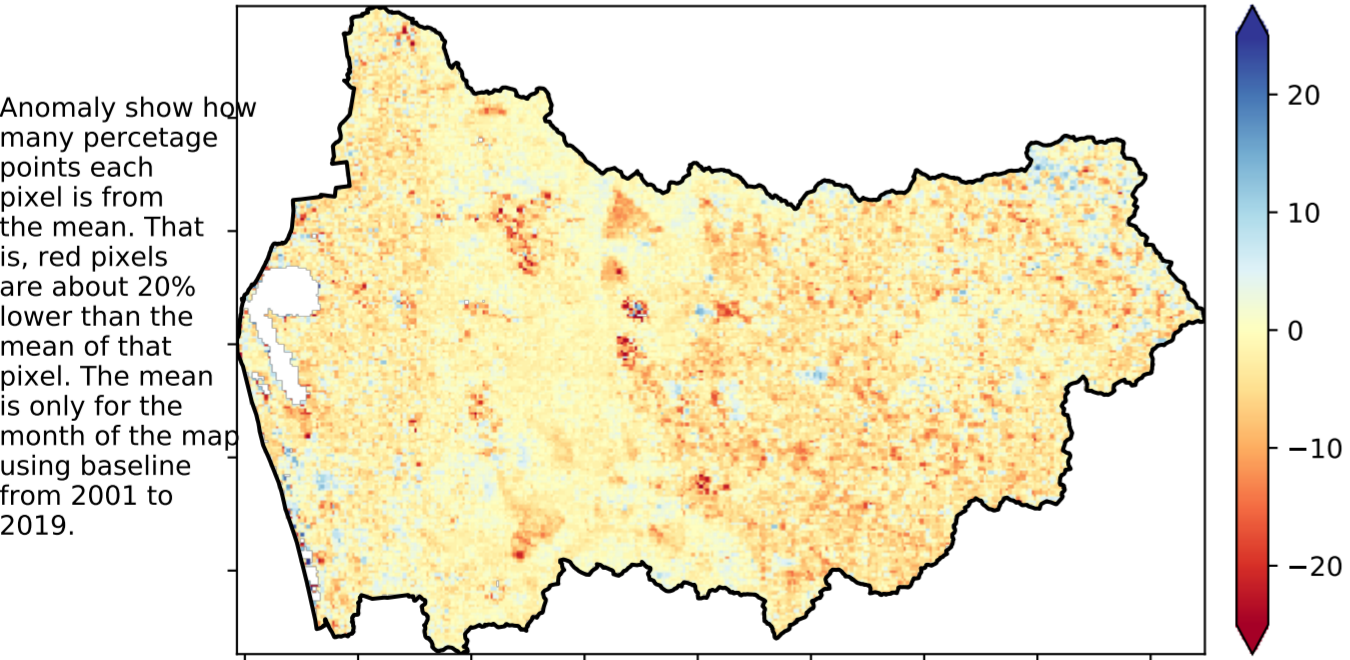 Anomaly show how
many percetage
points each
pixel is from
the mean. That
is, red pixels
are about 20%
lower than the
mean of that
pixel. The mean
is only for the
month of the map
using baseline
from 2001 to
2019.
20
10
0
−10
−20